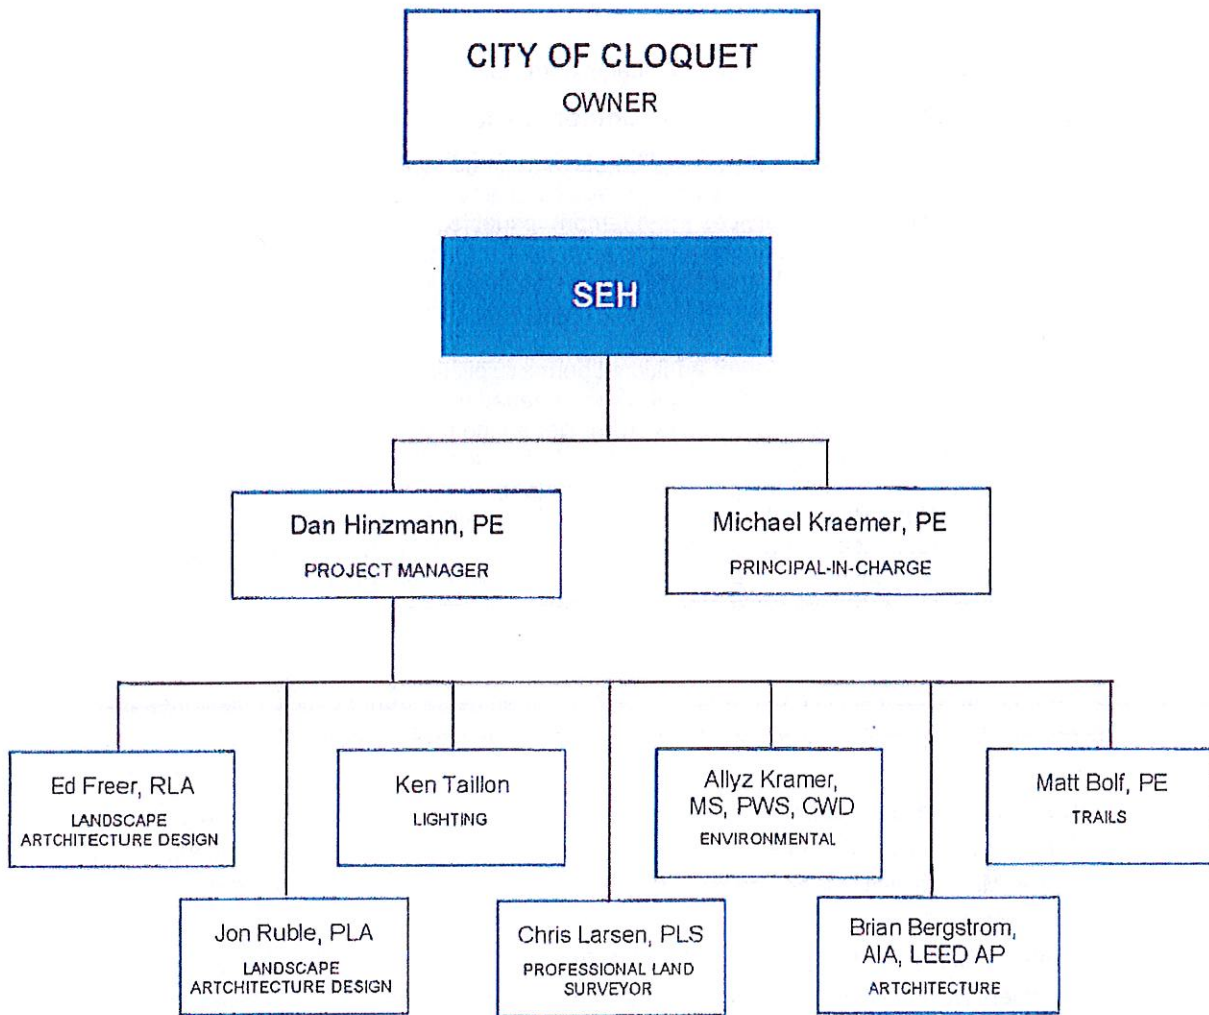 CITY OF CLOQUET
OWNER
SEH
Dan Hinzmann, PE
PROJECT MANAGER
Michael Kraemer, PE
PRINCIPAL-IN-CHARGE
Ed Freer, RLA
LANDSCAPE
ARTCHITECTURE DESIGN
Ken Taillon
LIGHTING
Allyz Kramer,
MS, PWS, CWD
ENVIRONMENTAL
Matt Bolf, PE
TRAILS
Jon Ruble, PLA
LANDSCAPE
ARTCHITECTURE DESIGN
Chris Larsen, PLS
PROFESSIONAL LAND
SURVEYOR
Brian Bergstrom,
AIA, LEED AP
ARTCHITECTURE